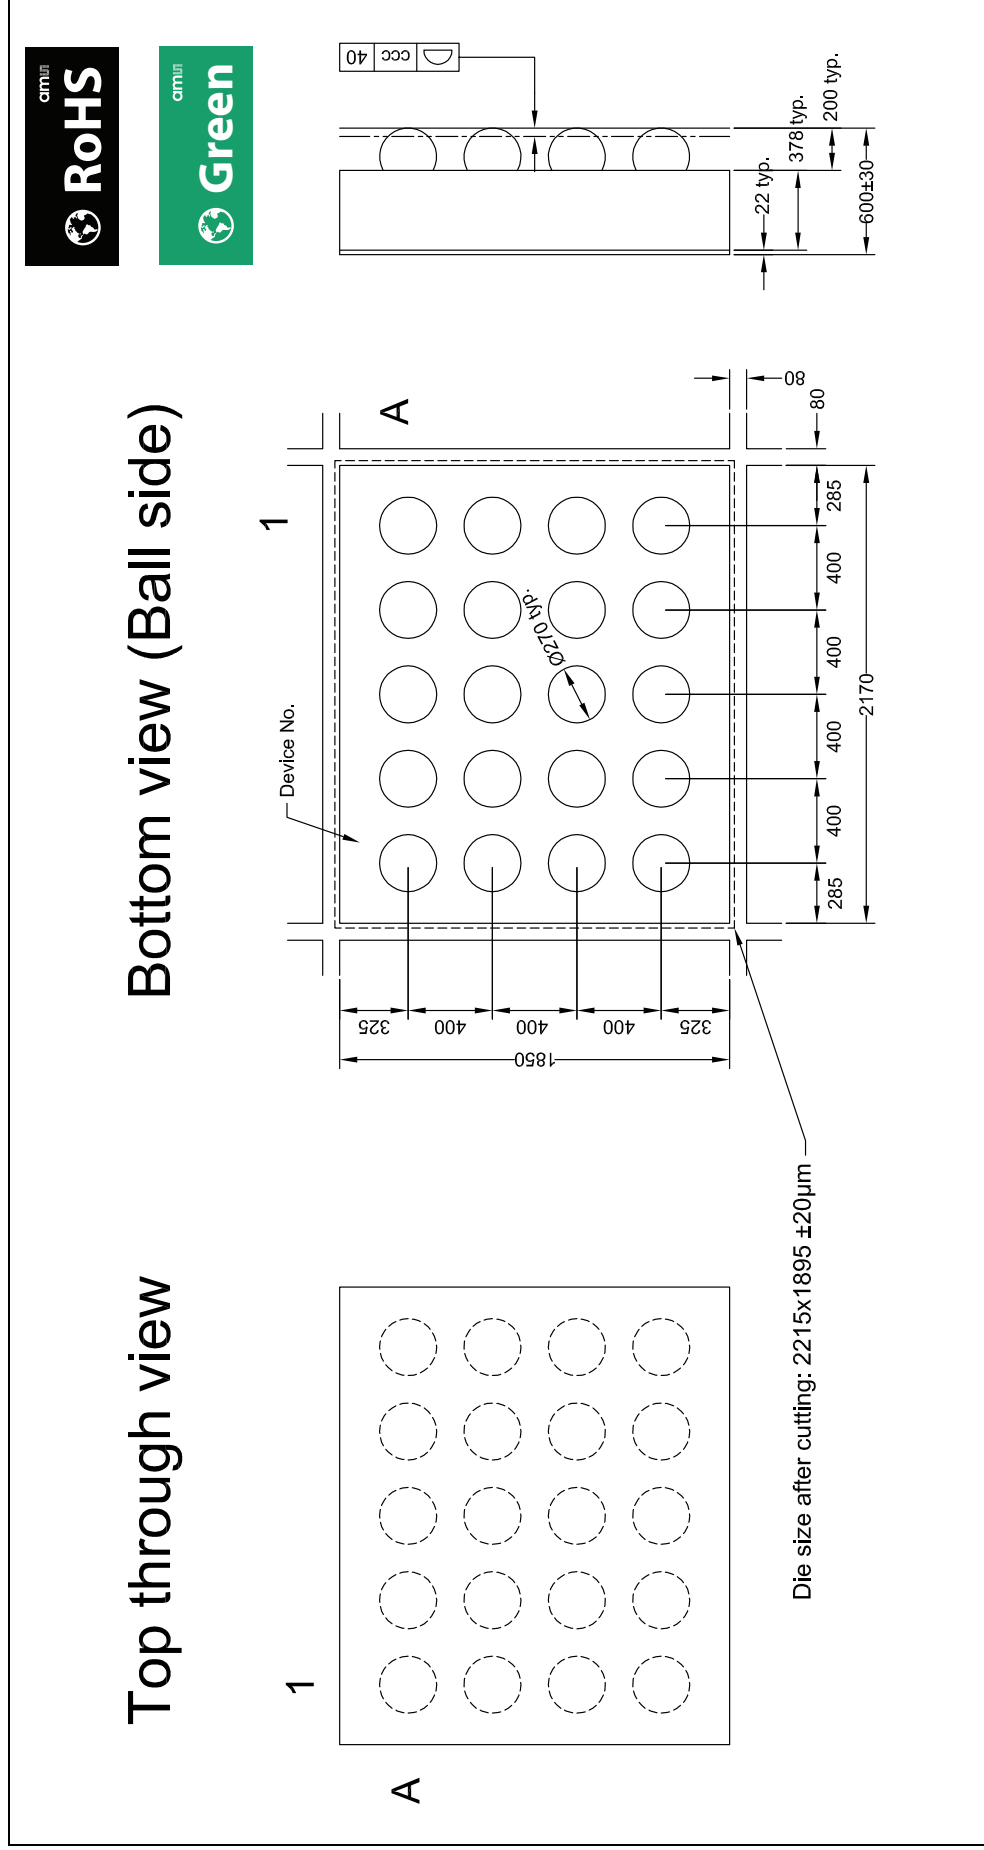 Top through view
1
A
Bottom view (Ball side)
1
A
Device No.
Ø270 typ.
325
400
400
400
325
1850
285
400
400
400
400
285
80
2170
80
Die size after cutting: 2215x1895 ±20µm
am
RoHS
am
Green
40
ccc
22 typ.
378 typ.
200 typ.
600±30